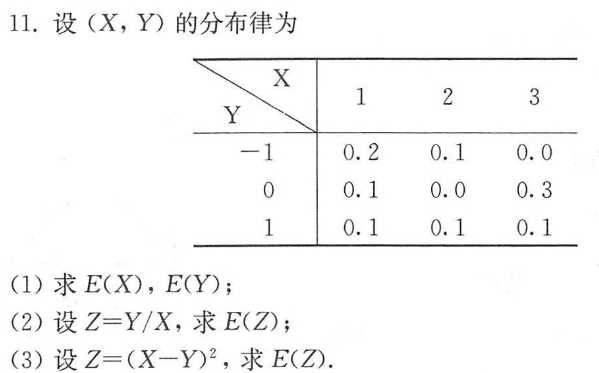 11. 设 (X, Y) 的分布律为
X
Y
1 2 3
-1 0.2 0.1 0.0
0 0.1 0.0 0.3
1 0.1 0.1 0.1
(1) 求 E(X), E(Y);
(2) 设 Z=Y/X, 求 E(Z);
(3) 设 Z=(X-Y)², 求 E(Z).